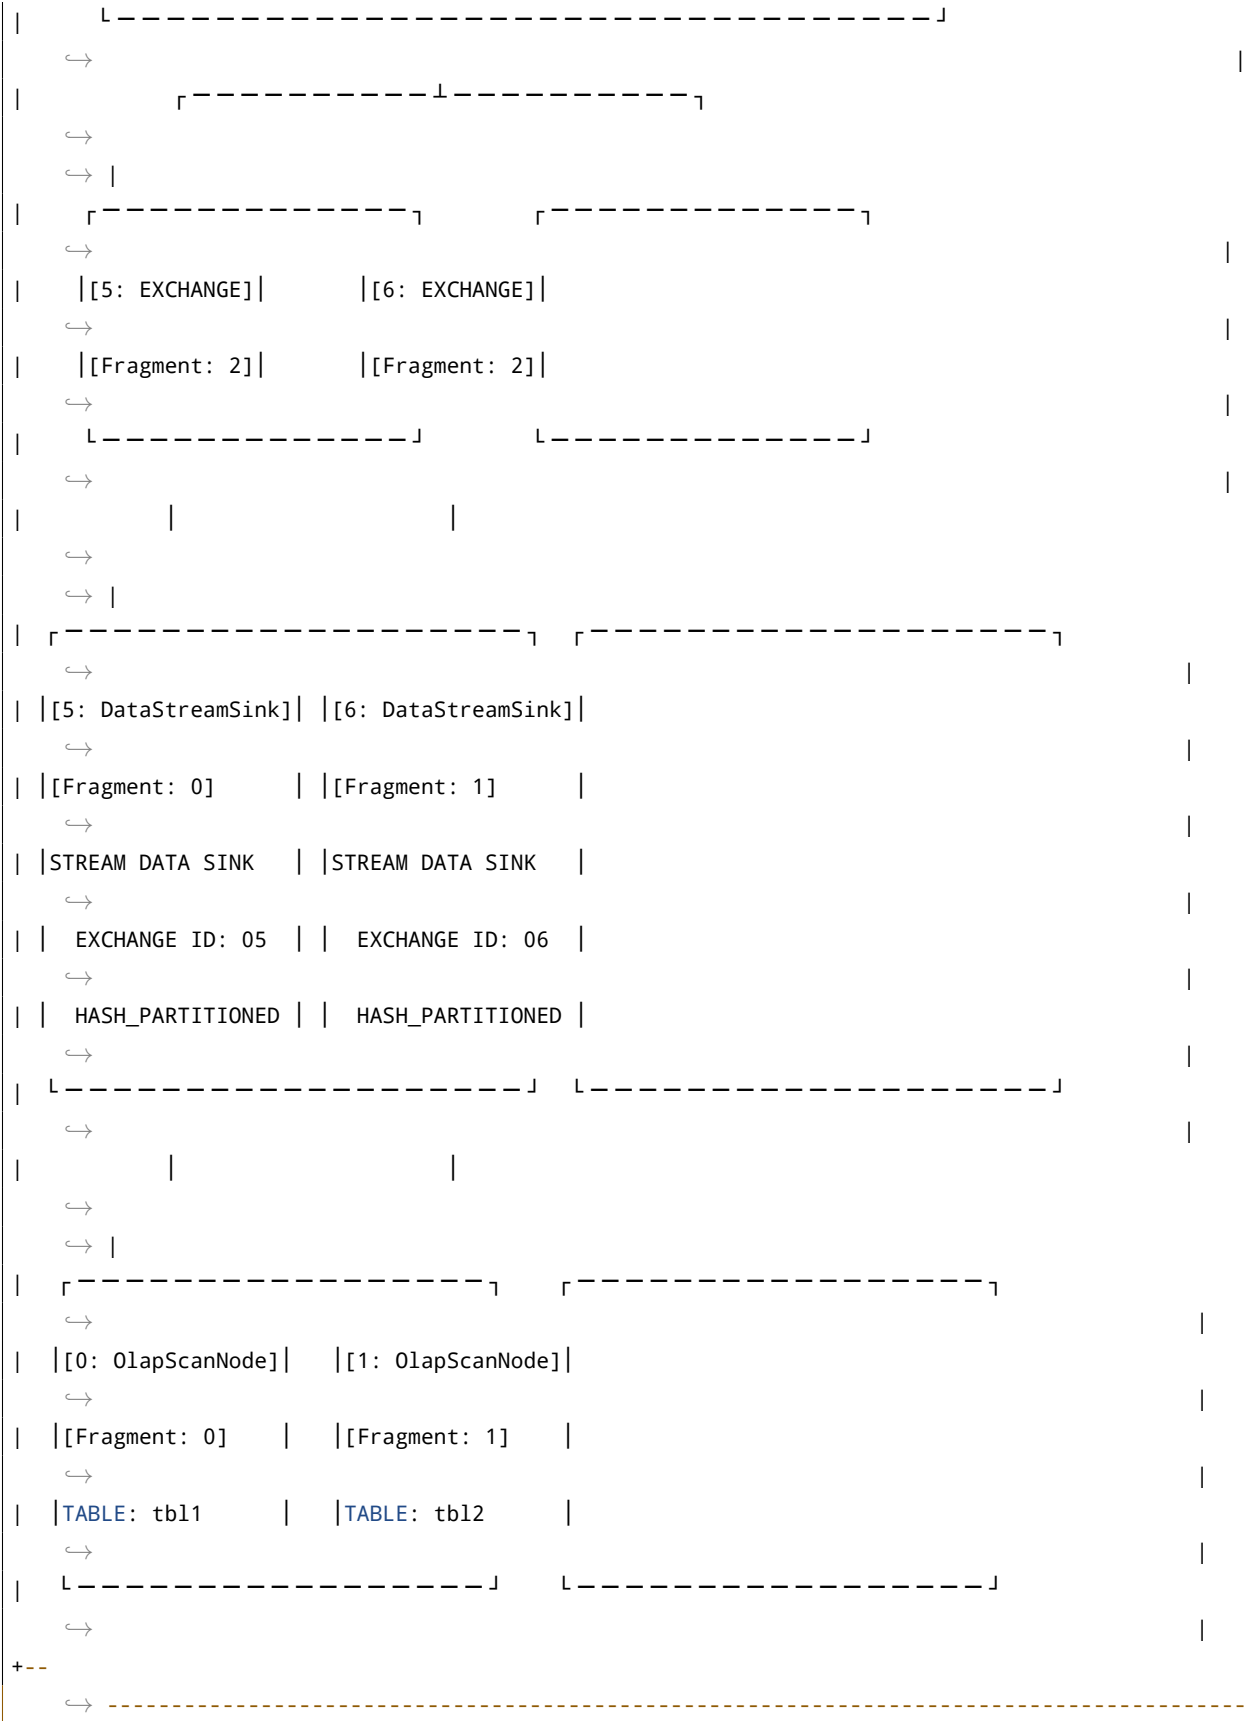 |      └─────────────────────────────────┘
    ↪                                                                                          |
|            ┌──────────┴──────────┐
    ↪
    ↪ |
|     ┌─────────────┐       ┌─────────────┐
    ↪                                                                                         |
|     │[5: EXCHANGE]│       │[6: EXCHANGE]│
    ↪                                                                                         |
|     │[Fragment: 2]│       │[Fragment: 2]│
    ↪                                                                                         |
|     └─────────────┘       └─────────────┘
    ↪                                                                                         |
|            │                     │
    ↪
    ↪ |
|  ┌───────────────────┐ ┌───────────────────┐
    ↪                                                                                      |
|  │[5: DataStreamSink]│ │[6: DataStreamSink]│
    ↪                                                                                      |
|  │[Fragment: 0]      │ │[Fragment: 1]      │
    ↪                                                                                      |
|  │STREAM DATA SINK   │ │STREAM DATA SINK   │
    ↪                                                                                      |
|  │  EXCHANGE ID: 05  │ │  EXCHANGE ID: 06  │
    ↪                                                                                      |
|  │  HASH_PARTITIONED │ │  HASH_PARTITIONED │
    ↪                                                                                      |
|  └───────────────────┘ └───────────────────┘
    ↪                                                                                      |
|            │                     │
    ↪
    ↪ |
|   ┌─────────────────┐   ┌─────────────────┐
    ↪                                                                                       |
|   │[0: OlapScanNode]│   │[1: OlapScanNode]│
    ↪                                                                                       |
|   │[Fragment: 0]    │   │[Fragment: 1]    │
    ↪                                                                                       |
|   │TABLE: tbl1      │   │TABLE: tbl2      │
    ↪                                                                                       |
|   └─────────────────┘   └─────────────────┘
    ↪                                                                                       |
+--
    ↪ -----------------------------------------------------------------------------------------